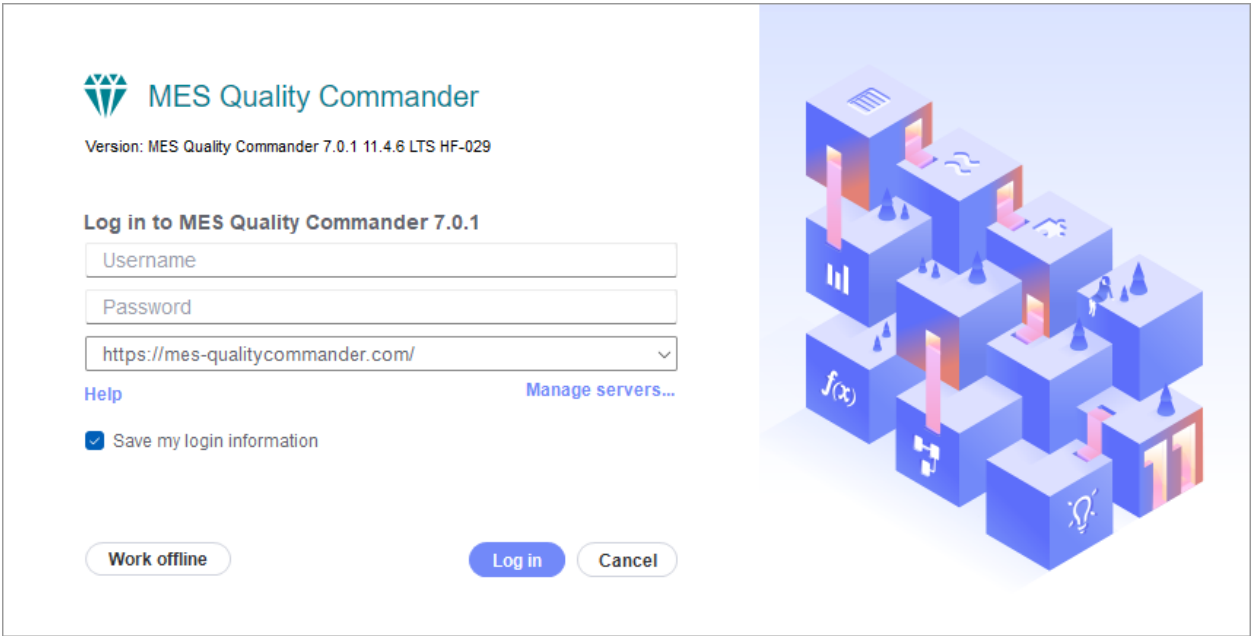 MES Quality Commander
Version: MES Quality Commander 7.0.1 11.4.6 LTS HF-029
Log in to MES Quality Commander 7.0.1
Username
Password
https://mes-qualitycommander.com/
Help
Manage servers...
Save my login information
Work offline
Log in
Cancel
f(x)
11